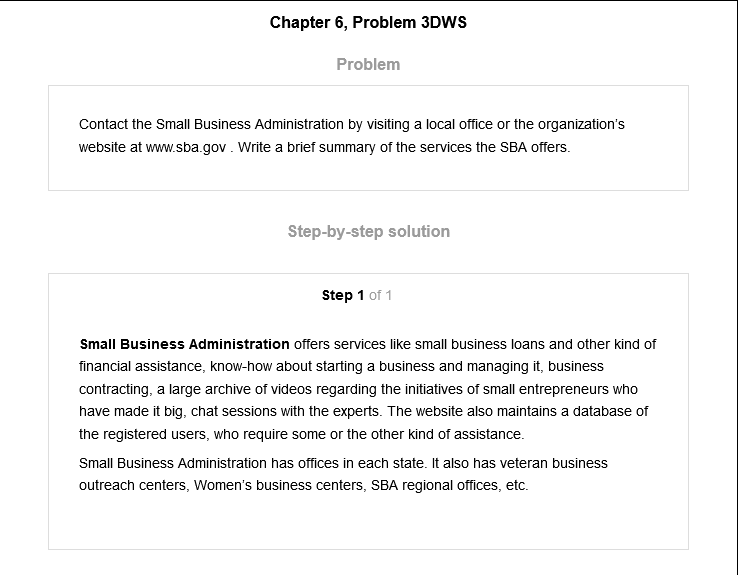 Chapter 6, Problem 3DWS
Problem
Contact the Small Business Administration by visiting a local office or the organization's
website at www.sba.gov . Write a brief summary of the services the SBA offers.
Step-by-step solution
Step 1 of 1
Small Business Administration offers services like small business loans and other kind of
financial assistance, know-how about starting a business and managing it, business
contracting, a large archive of videos regarding the initiatives of small entrepreneurs who
have made it big, chat sessions with the experts. The website also maintains a database of
the registered users, who require some or the other kind of assistance.
Small Business Administration has offices in each state. It also has veteran business
outreach centers, Women's business centers, SBA regional offices, etc.